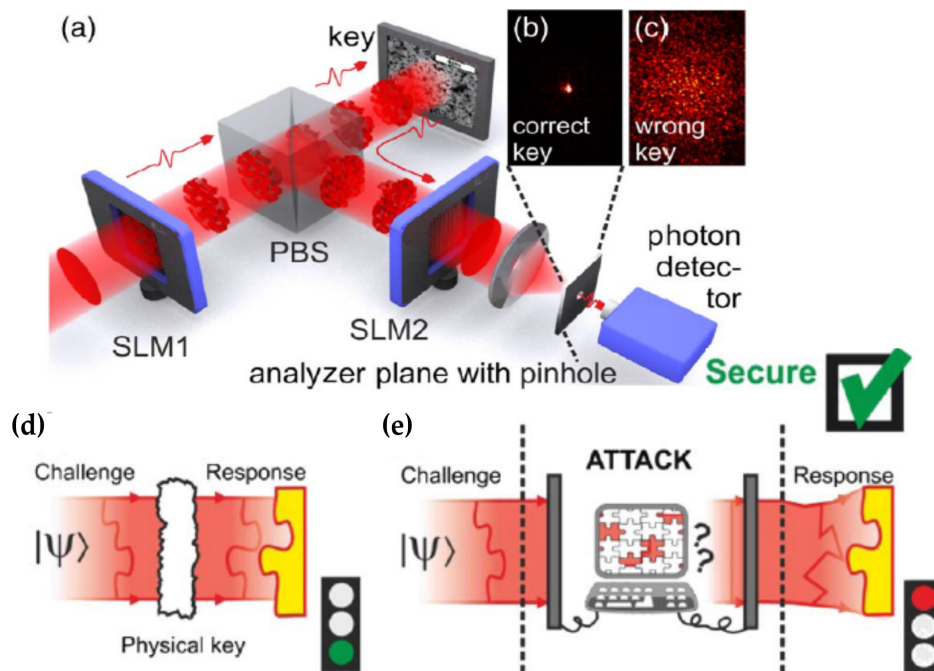 (a)
key
(b)
correct
key
(c)
wrong
key
PBS
SLM1
SLM2
photon
detec-
tor
analyzer plane with pinhole
Secure
(d)
Challenge
Response
|ψ⟩
Physical key
(e)
Challenge
ATTACK
Response
|ψ⟩
??